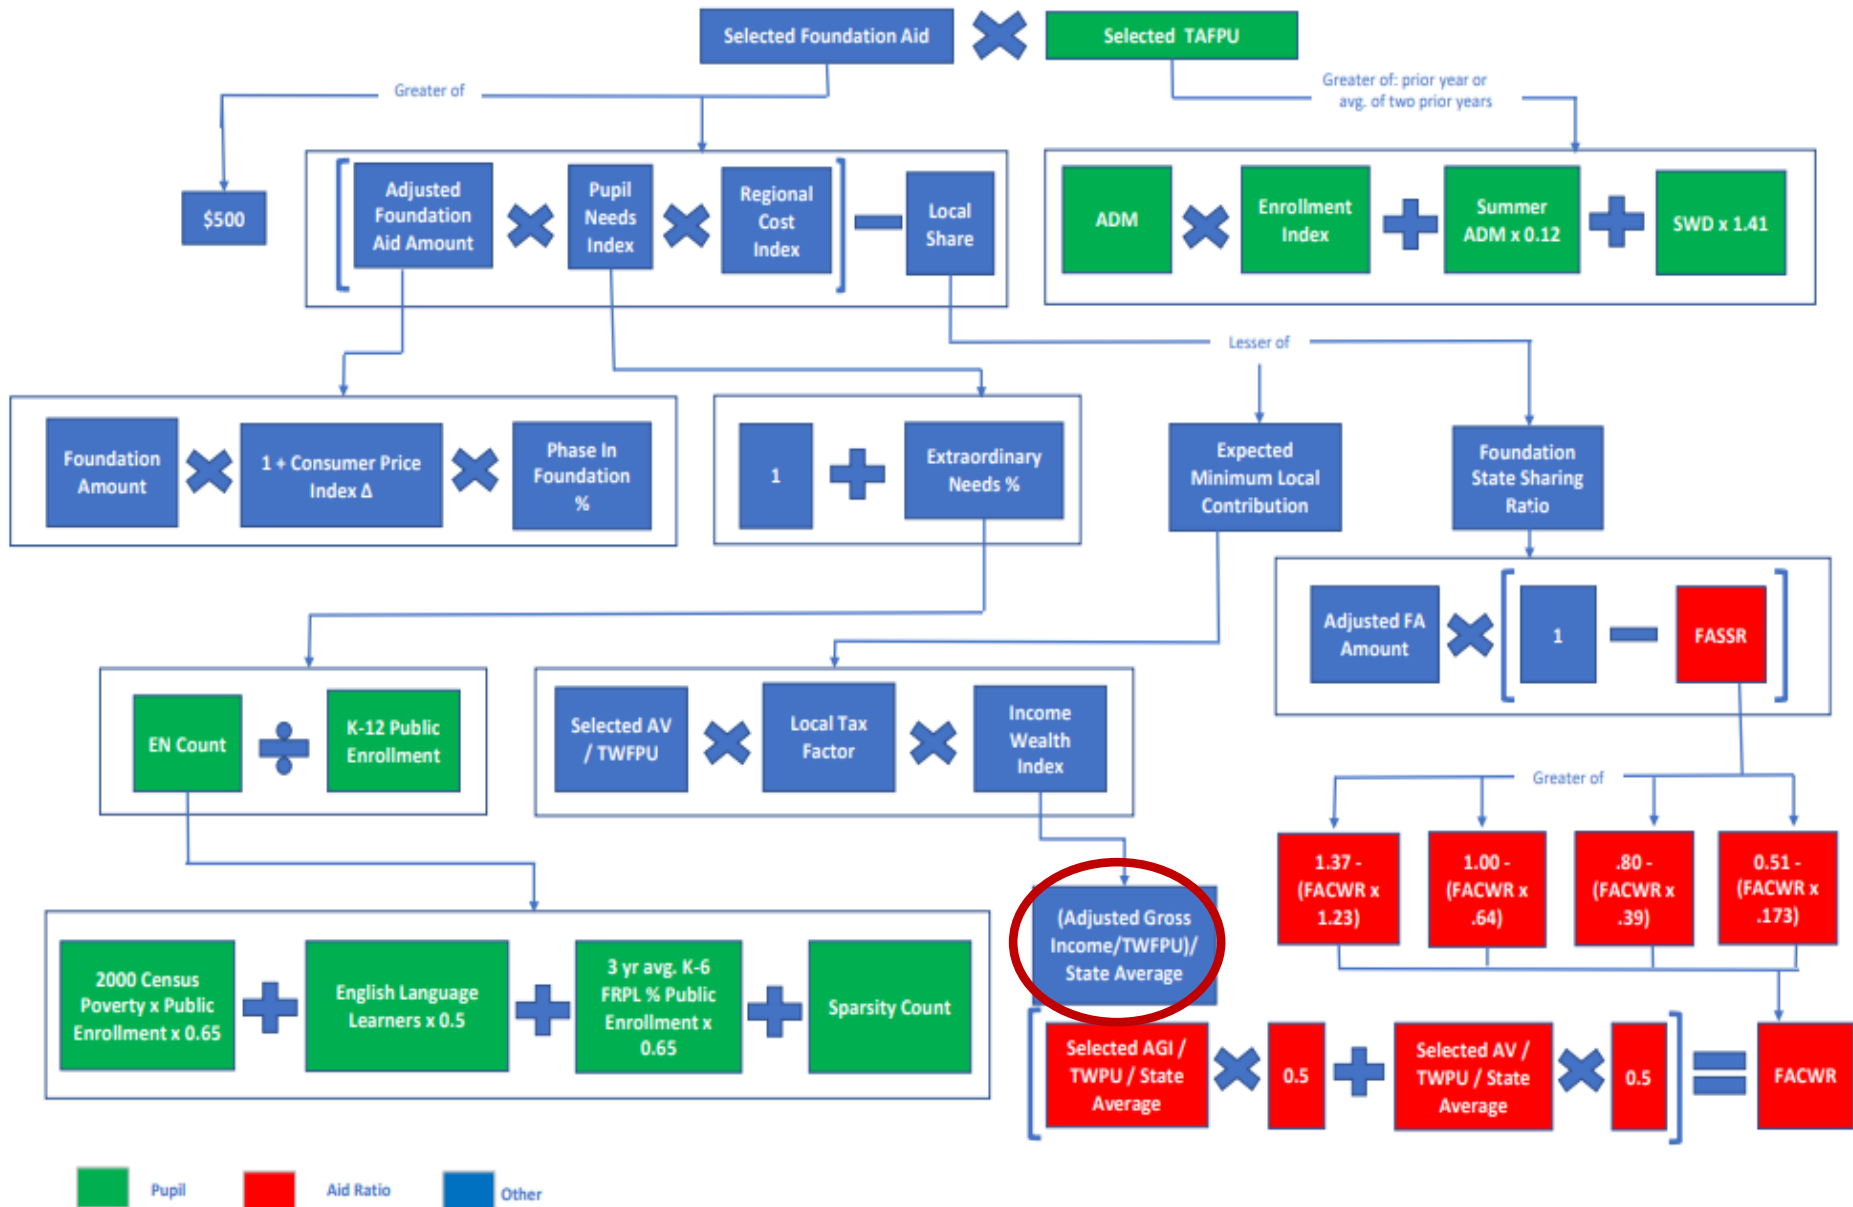 Selected Foundation Aid
Selected TAFPU
Greater of
Greater of: prior year or
avg. of two prior years
$500
Adjusted
Foundation
Aid Amount
Pupil
Needs
Index
Regional
Cost
Index
Local
Share
ADM
Enrollment
Index
Summer
ADM x 0.12
SWD x 1.41
Lesser of
Foundation
Amount
1 + Consumer Price
Index Δ
Phase In
Foundation
%
1
Extraordinary
Needs %
Expected
Minimum Local
Contribution
Foundation
State Sharing
Ratio
Adjusted FA
Amount
1
FASSR
EN Count
K-12 Public
Enrollment
Selected AV
/ TWFPU
Local Tax
Factor
Income
Wealth
Index
Greater of
1.37 -
(FACWR x
1.23)
1.00 -
(FACWR x
.64)
.80 -
(FACWR x
.39)
0.51 -
(FACWR x
.173)
(Adjusted Gross
Income/TWFPU)/
State Average
2000 Census
Poverty x Public
Enrollment x 0.65
English Language
Learners x 0.5
3 yr avg. K-6
FRPL % Public
Enrollment x
0.65
Sparsity Count
Selected AGI /
TWPU / State
Average
0.5
Selected AV /
TWPU / State
Average
0.5
FACWR
Pupil
Aid Ratio
Other